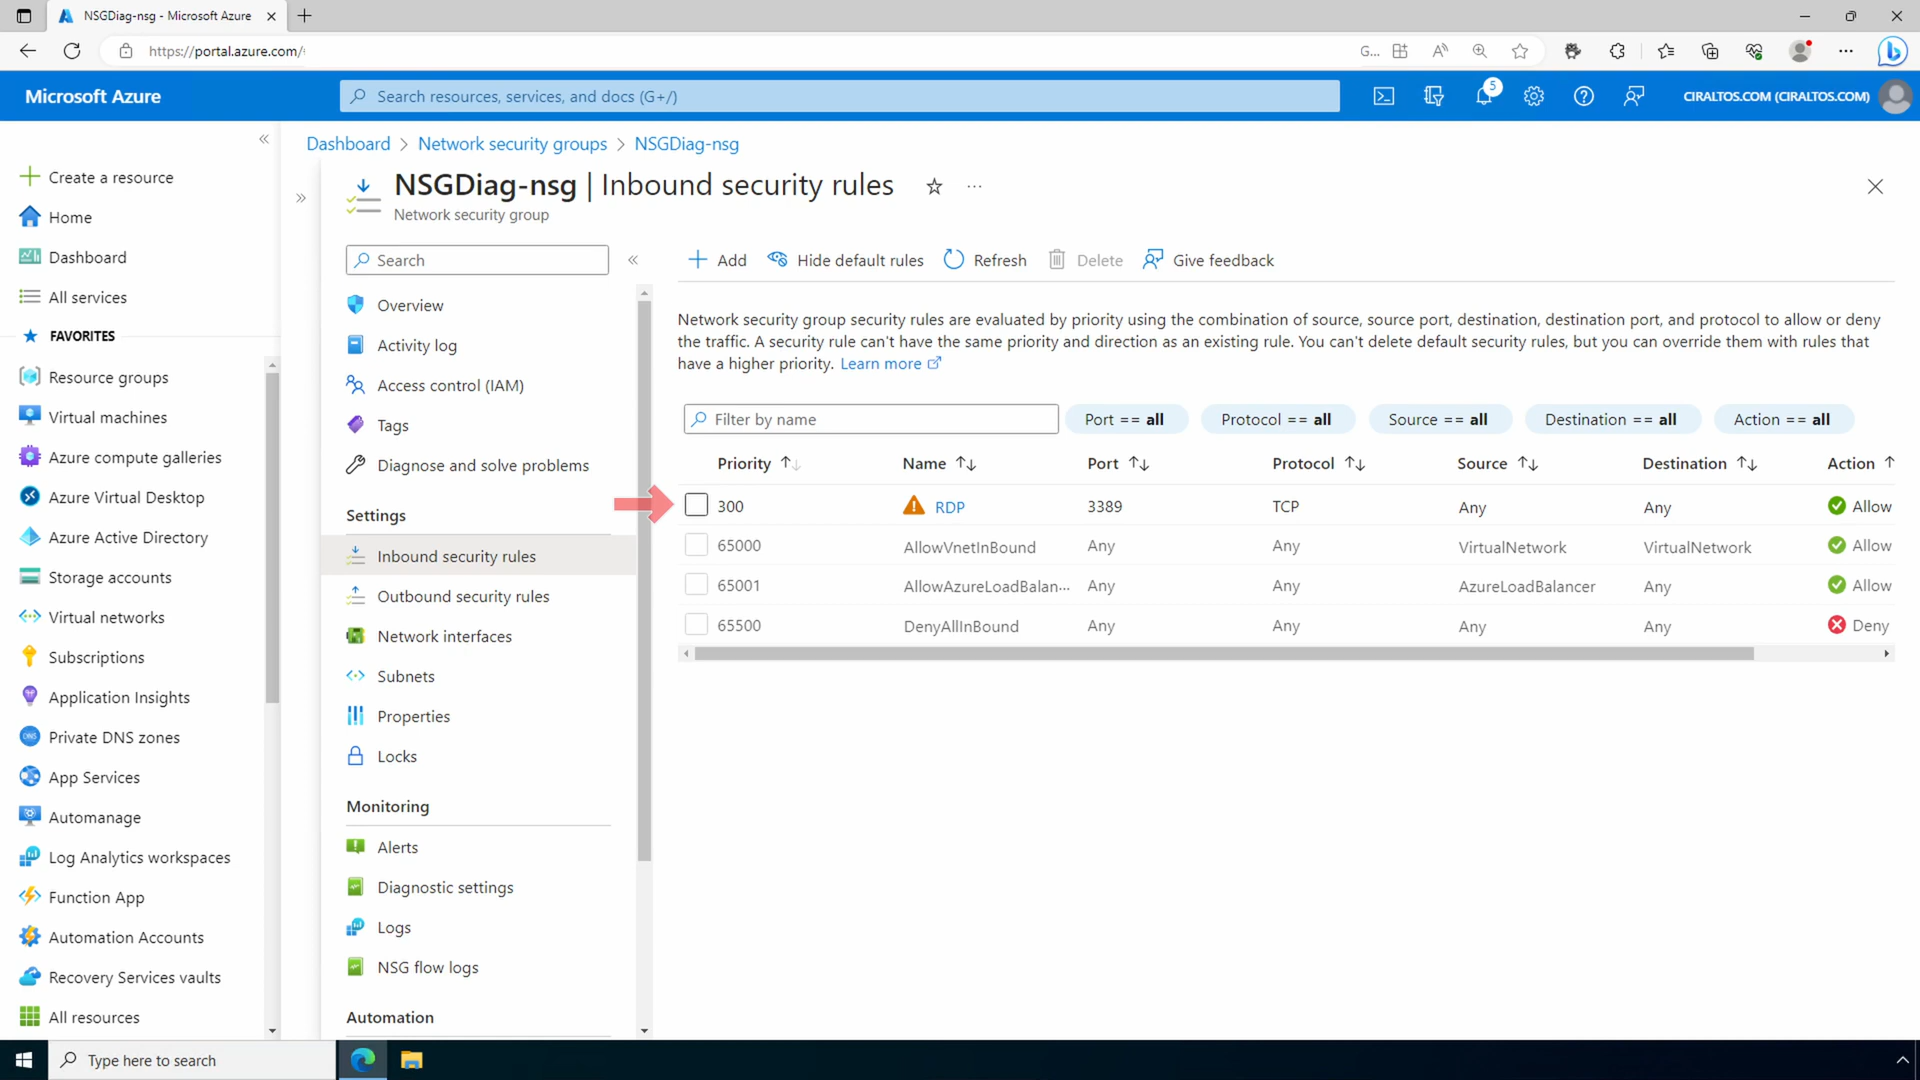 NSGDiag-nsg - Microsoft Azure
https://portal.azure.com/
G...
Microsoft Azure
Search resources, services, and docs (G+/)
5
CIRALTOS.COM (CIRALTOS.COM)
Create a resource
Home
Dashboard
All services
FAVORITES
Resource groups
Virtual machines
Azure compute galleries
Azure Virtual Desktop
Azure Active Directory
Storage accounts
Virtual networks
Subscriptions
Application Insights
Private DNS zones
App Services
Automanage
Log Analytics workspaces
Function App
Automation Accounts
Recovery Services vaults
All resources
Dashboard > Network security groups > NSGDiag-nsg
NSGDiag-nsg | Inbound security rules
Network security group
Search
Overview
Activity log
Access control (IAM)
Tags
Diagnose and solve problems
Settings
Inbound security rules
Outbound security rules
Network interfaces
Subnets
Properties
Locks
Monitoring
Alerts
Diagnostic settings
Logs
NSG flow logs
Automation
Add Hide default rules Refresh Delete Give feedback
Network security group security rules are evaluated by priority using the combination of source, source port, destination, destination port, and protocol to allow or deny
the traffic. A security rule can't have the same priority and direction as an existing rule. You can't delete default security rules, but you can override them with rules that
have a higher priority. Learn more
Filter by name Port == all Protocol == all Source == all Destination == all Action == all
Priority Name Port Protocol Source Destination Action
300 RDP 3389 TCP Any Any Allow
65000 AllowVnetInBound Any Any VirtualNetwork VirtualNetwork Allow
65001 AllowAzureLoadBalan... Any Any AzureLoadBalancer Any Allow
65500 DenyAllInBound Any Any Any Any Deny
Type here to search